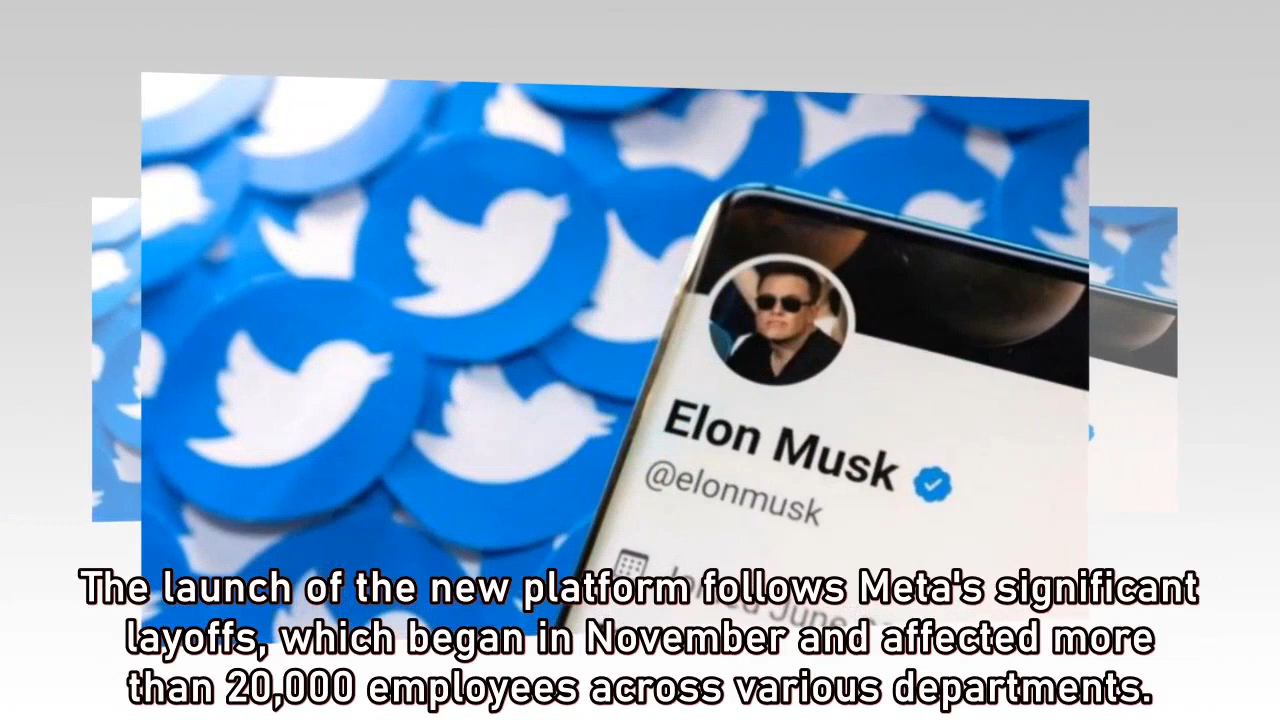 Elon Musk
@elonmusk
June
The launch of the new platform follows Meta's significant
layoffs, which began in November and affected more
than 20,000 employees across various departments.